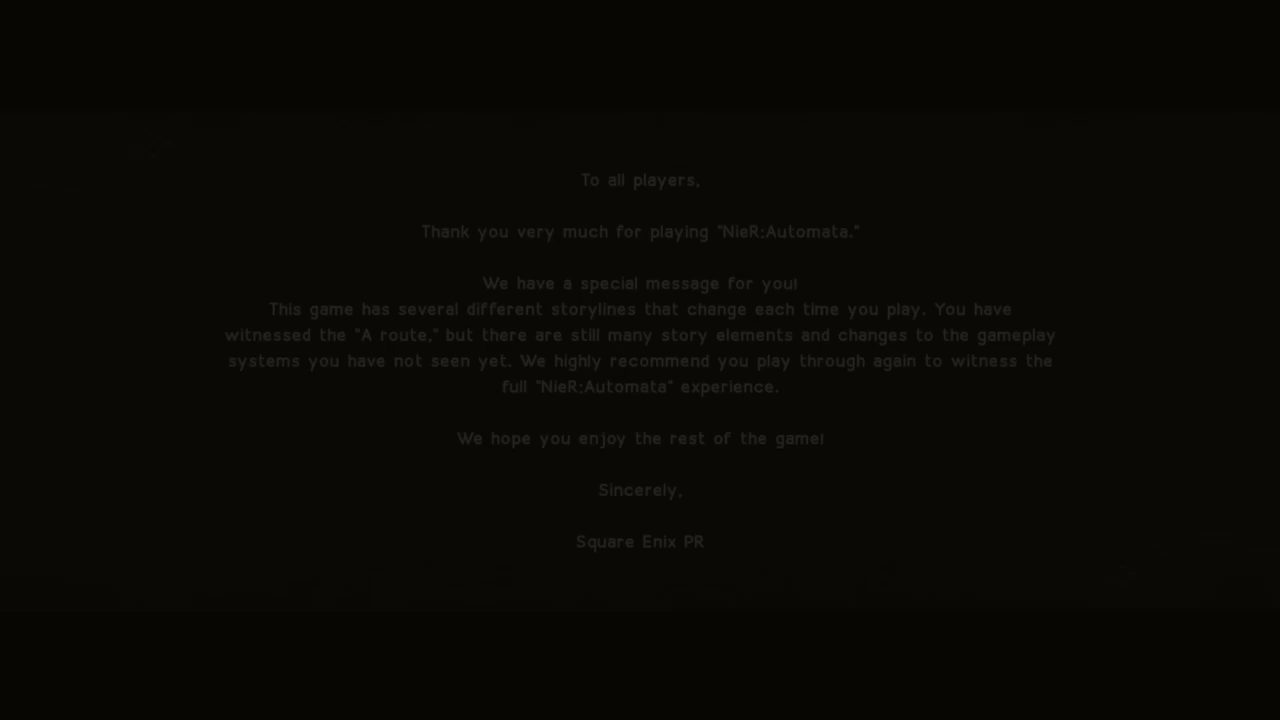 To all players,
Thank you very much for playing "NieR:Automata."
We have a special message for you!
This game has several different storylines that change each time you play. You have
witnessed the "A route," but there are still many story elements and changes to the gameplay
systems you have not seen yet. We highly recommend you play through again to witness the
full "NieR:Automata" experience.
We hope you enjoy the rest of the game!
Sincerely,
Square Enix PR